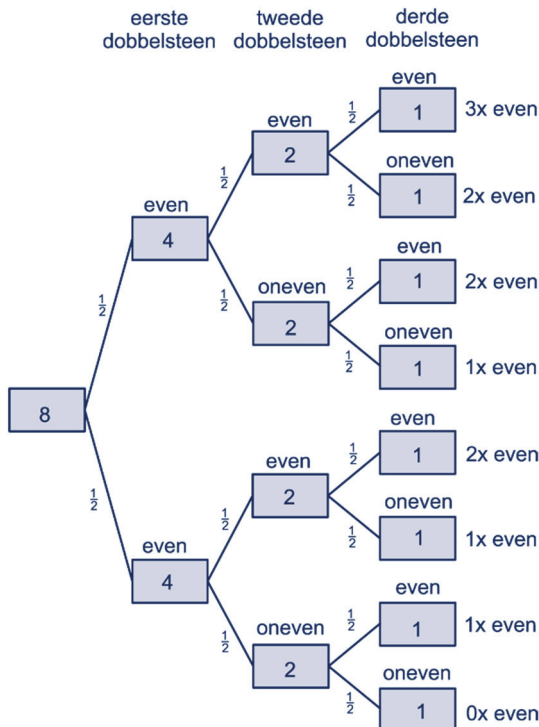 eerste dobbelsteen
tweede dobbelsteen
derde dobbelsteen
even
1/2
1
3x even
even
1/2
2
oneven
1/2
1/2
1
2x even
even
4
even
1/2
1
2x even
oneven
1/2
1/2
2
oneven
1/2
1
1x even
8
even
1/2
1
2x even
even
1/2
1/2
2
oneven
1/2
1
1x even
even
4
even
1/2
1
1x even
oneven
1/2
2
oneven
1/2
1
0x even